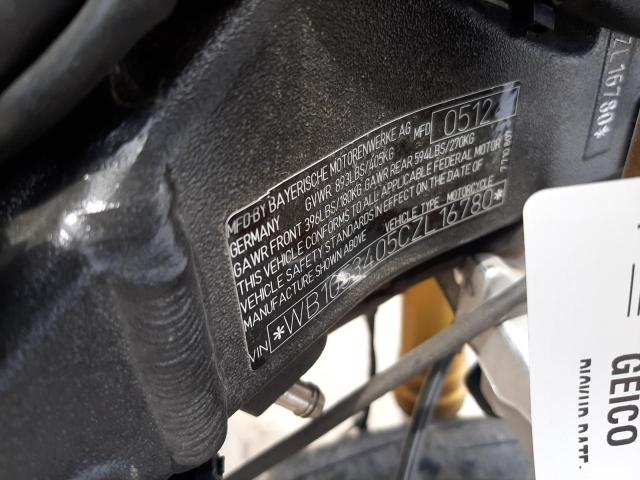 MFD BY BAYERISCHE MOTORENWERKE AG MFD 0512
GERMANY GVWR 893LBS/405KG
GAWR FRONT 396LBS/180KG GAWR REAR 594LBS/270KG
THIS VEHICLE CONFORMS TO ALL APPLICABLE FEDERAL MOTOR
VEHICLE SAFETY STANDARDS IN EFFECT ON THE DATE OF
MANUFACTURE SHOWN ABOVE VEHICLE TYPE MOTORCYCLE
VIN 3405CZL16780*
ZL16780*
GEICO